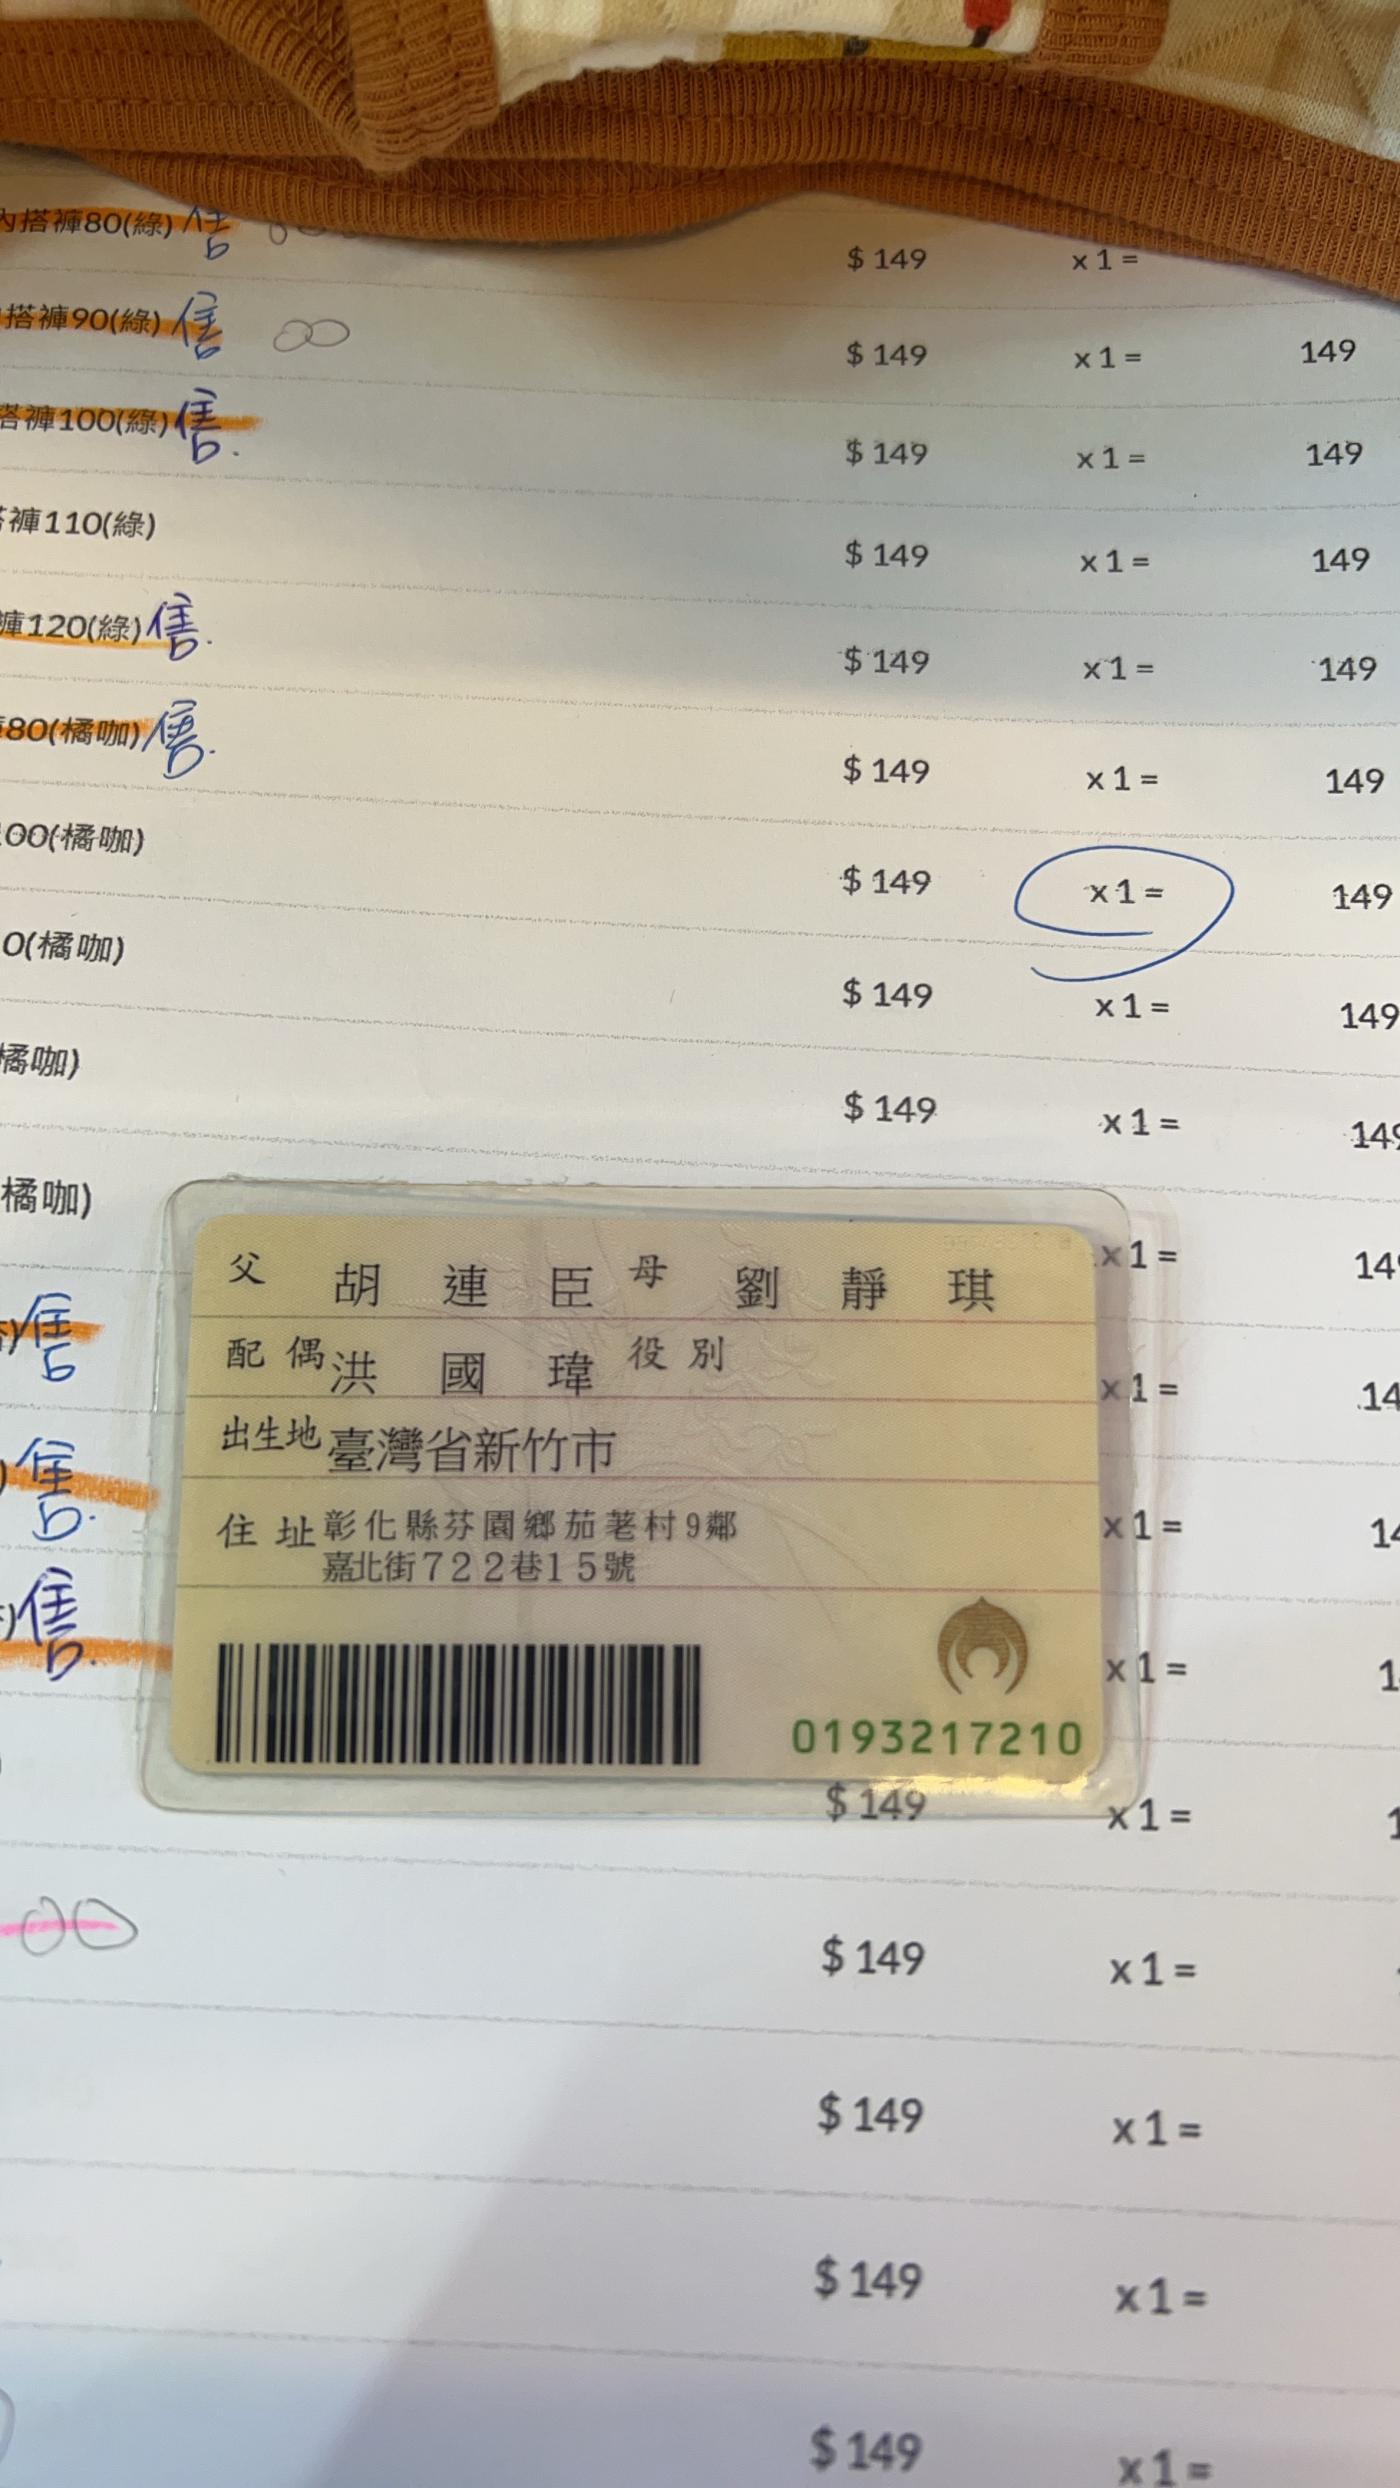 內搭褲80(綠) 售
$ 149 x 1 =
搭褲90(綠) 售
$ 149 x 1 = 149
搭褲100(綠) 售
$ 149 x 1 = 149
褲110(綠)
$ 149 x 1 = 149
褲120(綠) 售
$ 149 x 1 = 149
80(橘咖) 售
$ 149 x 1 = 149
00(橘咖)
$ 149 x 1 = 149
0(橘咖)
$ 149 x 1 = 149
橘咖)
$ 149 x 1 = 149
橘咖)
x 1 = 14
售
x 1 = 14
售
x 1 = 14
售
x 1 = 1
父 胡連臣 母 劉靜琪
配偶 洪國瑋 役別
出生地 臺灣省新竹市
住址 彰化縣芬園鄉茄荖村9鄰
嘉北街722巷15號
0193217210
$ 149 x 1 = 1
$ 149 x 1 =
$ 149 x 1 =
$ 149 x 1 =
$ 149 x 1 =